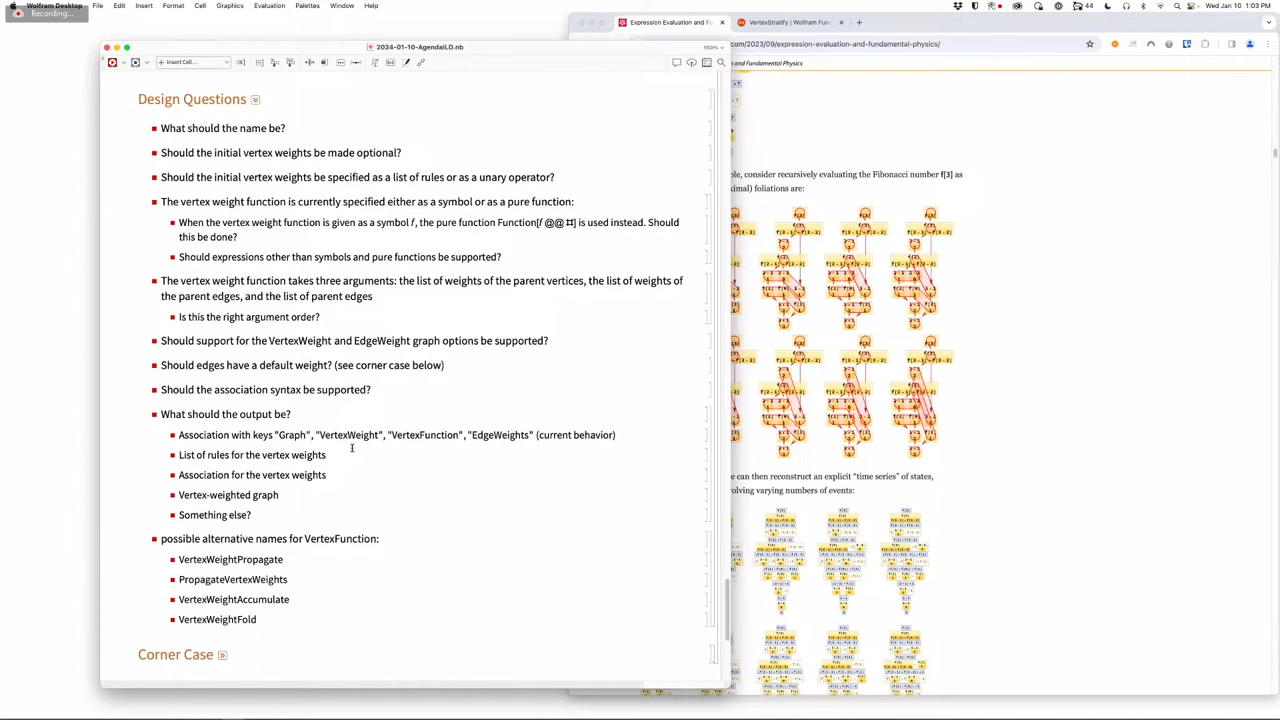 Wolfram Desktop File Edit Insert Format Cell Graphics Evaluation Palettes Window Help
44 Wed Jan 10 1:03 PM
Recording...
Expression Evaluation and Fu
VertexStratify | Wolfram Fun
2024-01-10-AgendaILD.nb
com/2023/09/expression-evaluation-and-fundamental-physics/
150%
Insert Cell...
n and Fundamental Physics
Design Questions
What should the name be?
Should the initial vertex weights be made optional?
Should the initial vertex weights be specified as a list of rules or as a unary operator?
The vertex weight function is currently specified either as a symbol or as a pure function:
When the vertex weight function is given as a symbol f, the pure function Function[f @@ #] is used instead. Should
this be done?
Should expressions other than symbols and pure functions be supported?
The vertex weight function takes three arguments: the list of weights of the parent vertices, the list of weights of
the parent edges, and the list of parent edges
Is this the right argument order?
Should support for the VertexWeight and EdgeWeight graph options be supported?
Should edges have a default weight? (see corner case below)
Should the association syntax be supported?
What should the output be?
Association with keys "Graph", "VertexWeight", "VertexFunction", "EdgeWeights" (current behavior)
List of rules for the vertex weights
Association for the vertex weights
Vertex-weighted graph
Something else?
possible alternative names for VertexFunction:
VertexWeightPropagate
PropagateVertexWeights
VertexWeightAccumulate
VertexWeightFold
Corner Case
ple, consider recursively evaluating the Fibonacci number f[3] as
ximal) foliations are:
e can then reconstruct an explicit “time series” of states,
volving varying numbers of events: